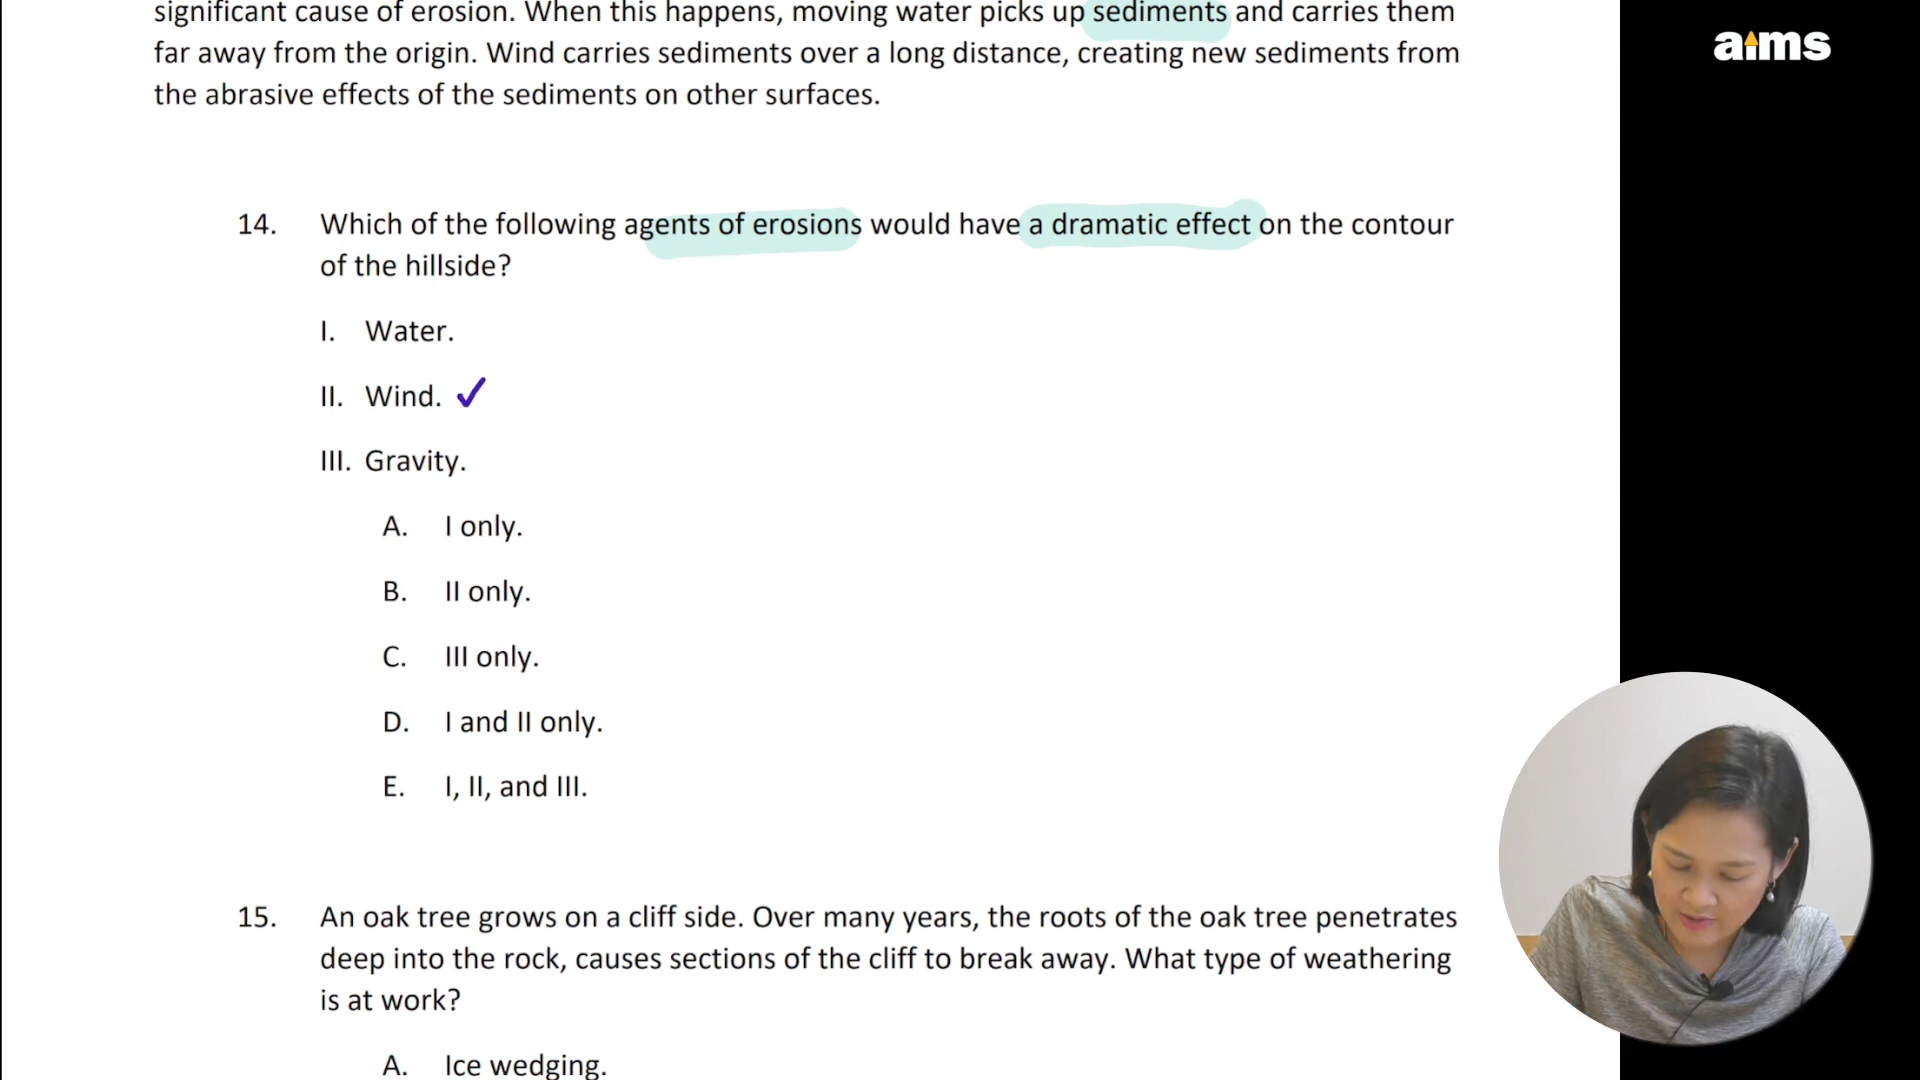 significant cause of erosion. When this happens, moving water picks up sediments and carries them
far away from the origin. Wind carries sediments over a long distance, creating new sediments from
the abrasive effects of the sediments on other surfaces.
aims
14. Which of the following agents of erosions would have a dramatic effect on the contour
of the hillside?
I. Water.
II. Wind. ✓
III. Gravity.
A. I only.
B. II only.
C. III only.
D. I and II only.
E. I, II, and III.
15. An oak tree grows on a cliff side. Over many years, the roots of the oak tree penetrates
deep into the rock, causes sections of the cliff to break away. What type of weathering
is at work?
A. Ice wedging.